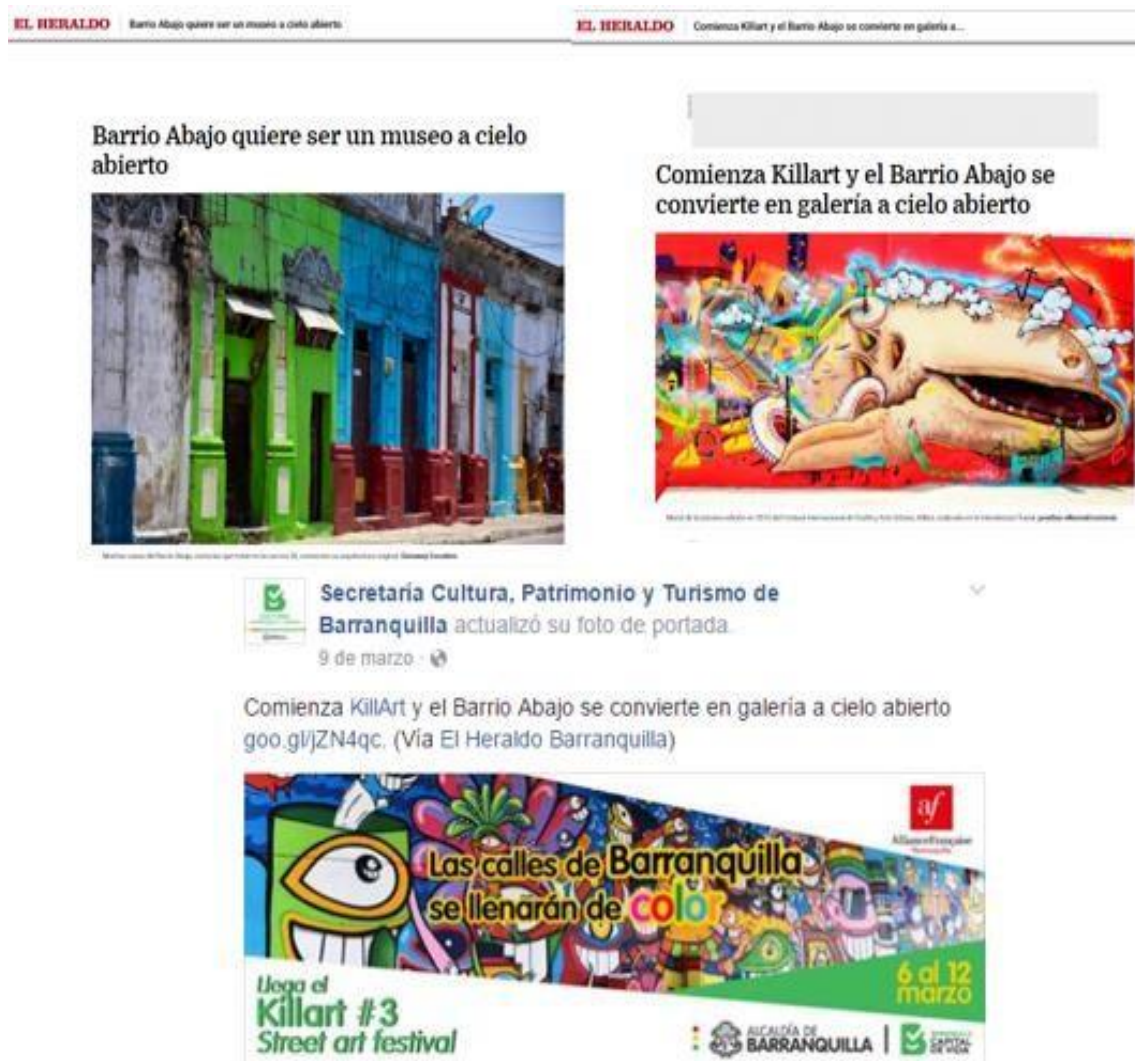 EL HERALDO Barrio Abajo quiere ser un museo a cielo abierto
Barrio Abajo quiere ser un museo a cielo
abierto
EL HERALDO Comienza Killart y el Barrio Abajo se convierte en galería a...
Comienza Killart y el Barrio Abajo se
convierte en galería a cielo abierto
Secretaría Cultura, Patrimonio y Turismo de
Barranquilla actualizó su foto de portada.
9 de marzo
Comienza KillArt y el Barrio Abajo se convierte en galería a cielo abierto
goo.gl/jZN4qc. (Vía El Heraldo Barranquilla)
af
AllianceFrançaise
Las calles de Barranquilla
se llenarán de color
6 al 12
marzo
Llega el
Killart #3
Street art festival
ALCALDÍA DE
BARRANQUILLA
CAPITAL
DE VIDA